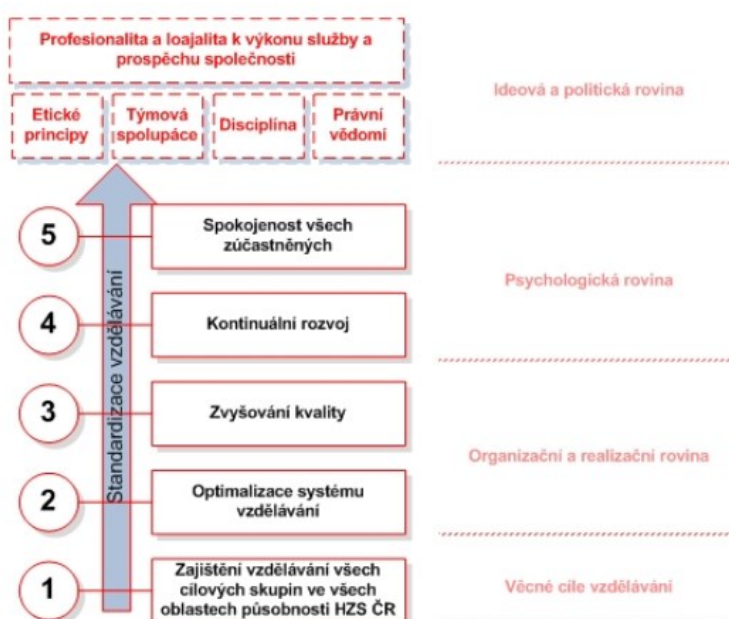 Profesionalita a loajalita k výkonu služby a
prospěchu společnosti
Ideová a politická rovina
Etické
principy
Týmová
spolupáce
Disciplína
Právní
vědomí
5
Spokojenost všech
zúčastněných
Psychologická rovina
4
Kontinuální rozvoj
3
Zvyšování kvality
Organizační a realizační rovina
2
Optimalizace systému
vzdělávání
1
Zajištění vzdělávání všech
cílových skupin ve všech
oblastech působnosti HZS ČR
Věcné cíle vzdělávání
Standardizace vzdělávání